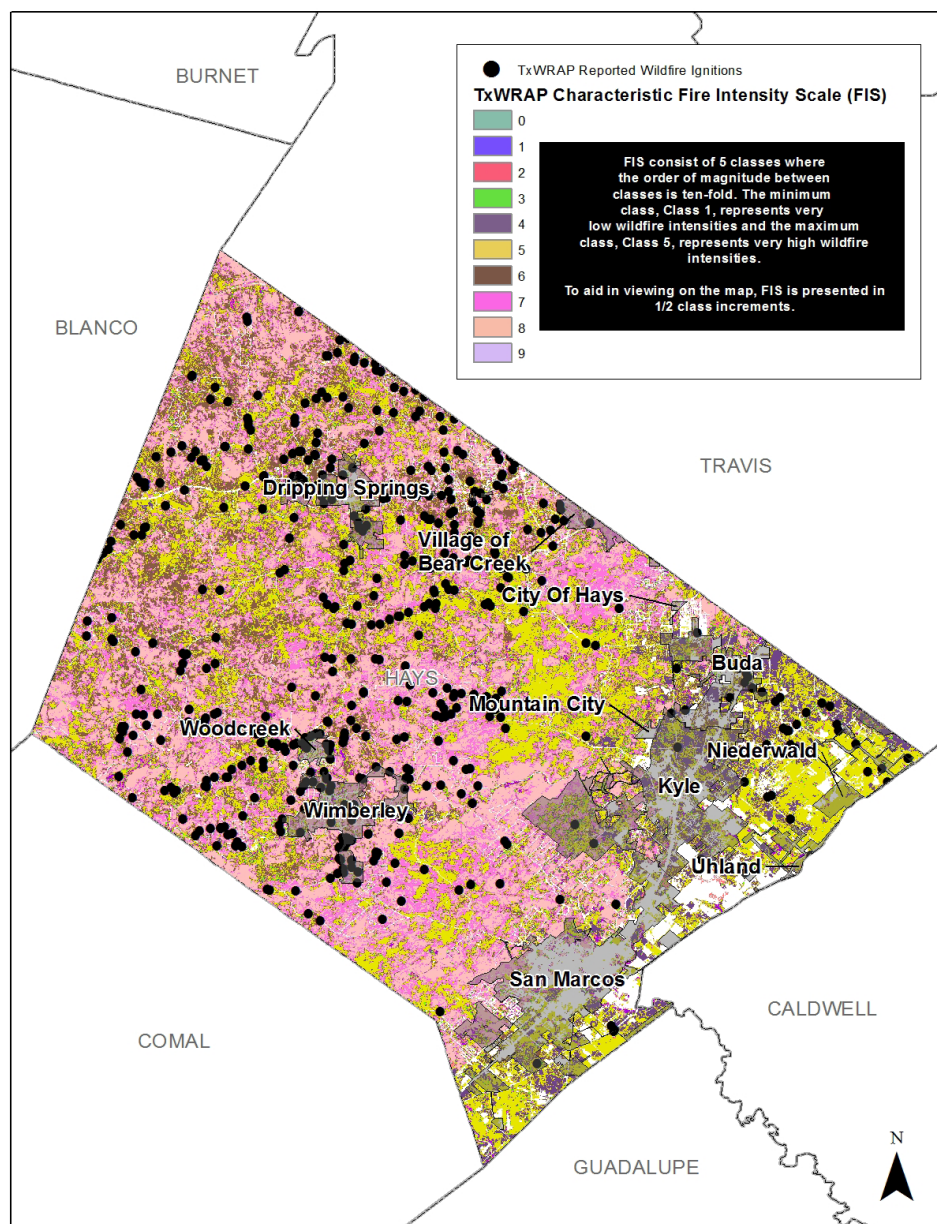 BURNET
TxWRAP Reported Wildfire Ignitions
TxWRAP Characteristic Fire Intensity Scale (FIS)
0
1
2
3
4
5
6
7
8
9
FIS consist of 5 classes where
the order of magnitude between
classes is ten-fold. The minimum
class, Class 1, represents very
low wildfire intensities and the maximum
class, Class 5, represents very high wildfire
intensities.
To aid in viewing on the map, FIS is presented in
1/2 class increments.
BLANCO
TRAVIS
Dripping Springs
Village of
Bear Creek
City Of Hays
Buda
HAYS
Mountain City
Woodcreek
Niederwald
Kyle
Wimberley
Uhland
San Marcos
CALDWELL
COMAL
GUADALUPE
N